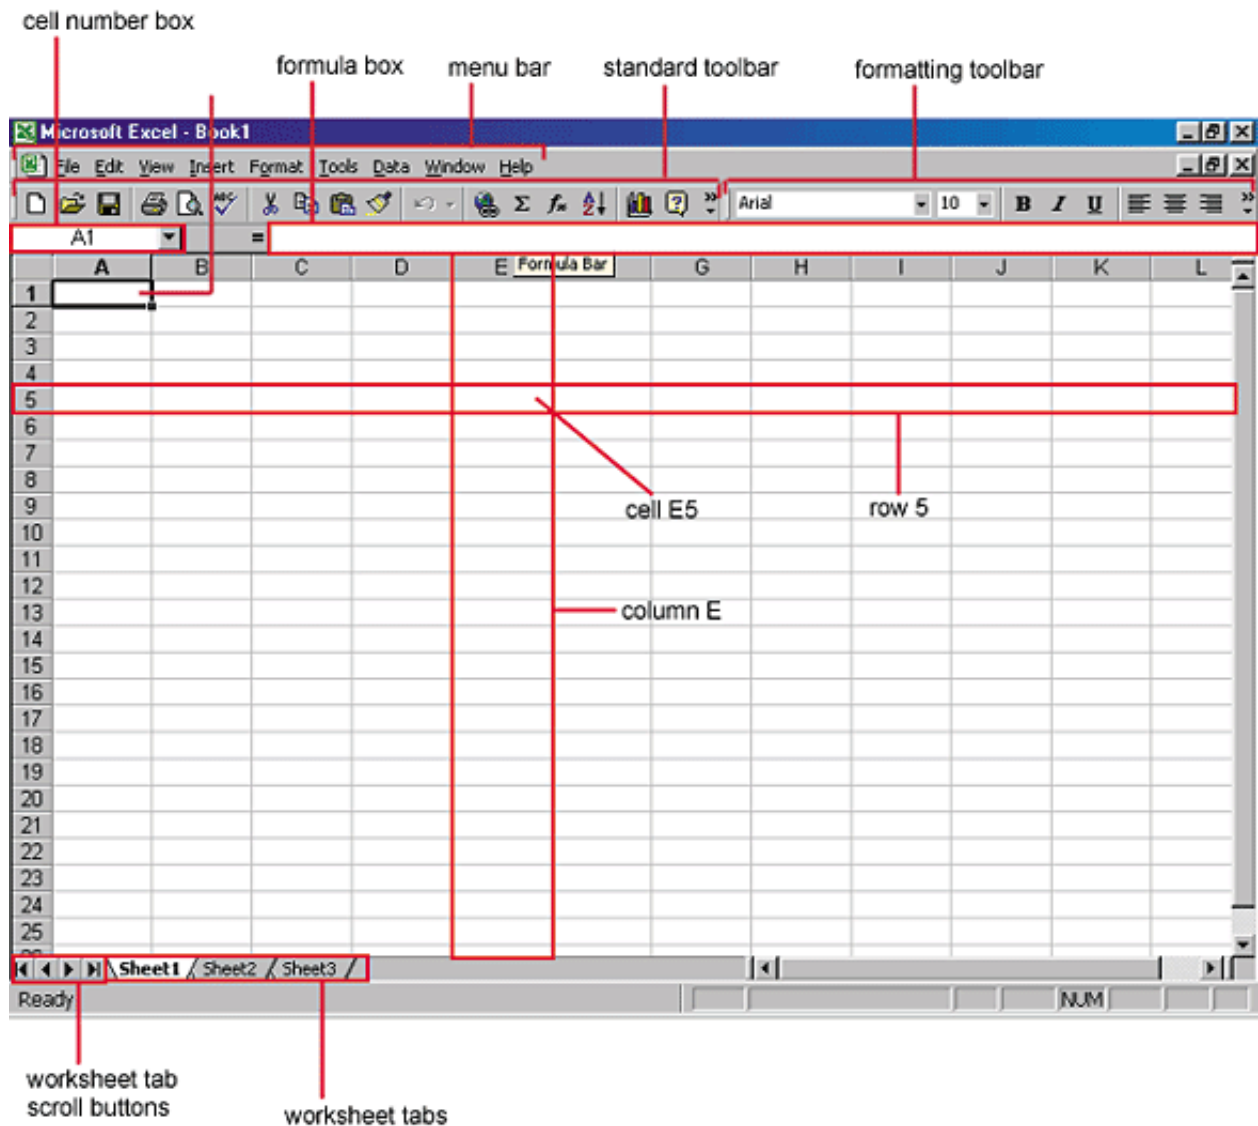 cell number box
formula box menu bar standard toolbar formatting toolbar
Microsoft Excel - Book1
File Edit View Insert Format Tools Data Window Help
ABC Σ fx A Z Arial 10 B I U
A1 =
A B C D E Formula Bar G H I J K L
1
2
3
4
5
6
7
8
9
cell E5 row 5
10
11
12
13
column E
14
15
16
17
18
19
20
21
22
23
24
25
Sheet1 Sheet2 Sheet3
Ready NUM
worksheet tab
scroll buttons
worksheet tabs